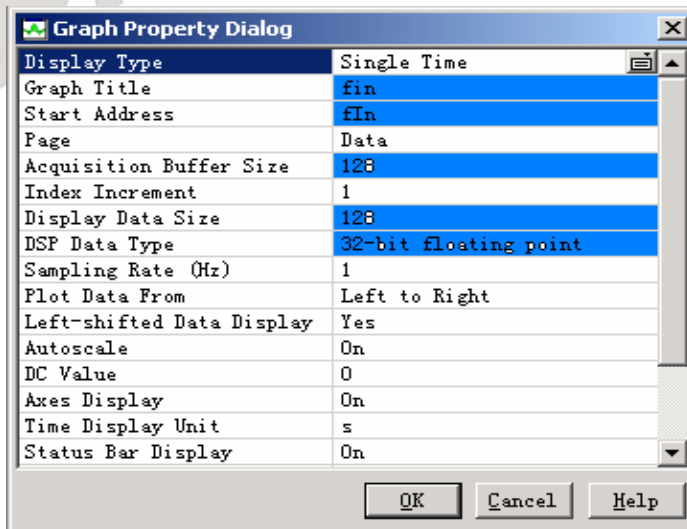 Graph Property Dialog
Display Type Single Time
Graph Title fin
Start Address fIn
Page Data
Acquisition Buffer Size 128
Index Increment 1
Display Data Size 128
DSP Data Type 32-bit floating point
Sampling Rate (Hz) 1
Plot Data From Left to Right
Left-shifted Data Display Yes
Autoscale On
DC Value 0
Axes Display On
Time Display Unit s
Status Bar Display On
OK Cancel Help